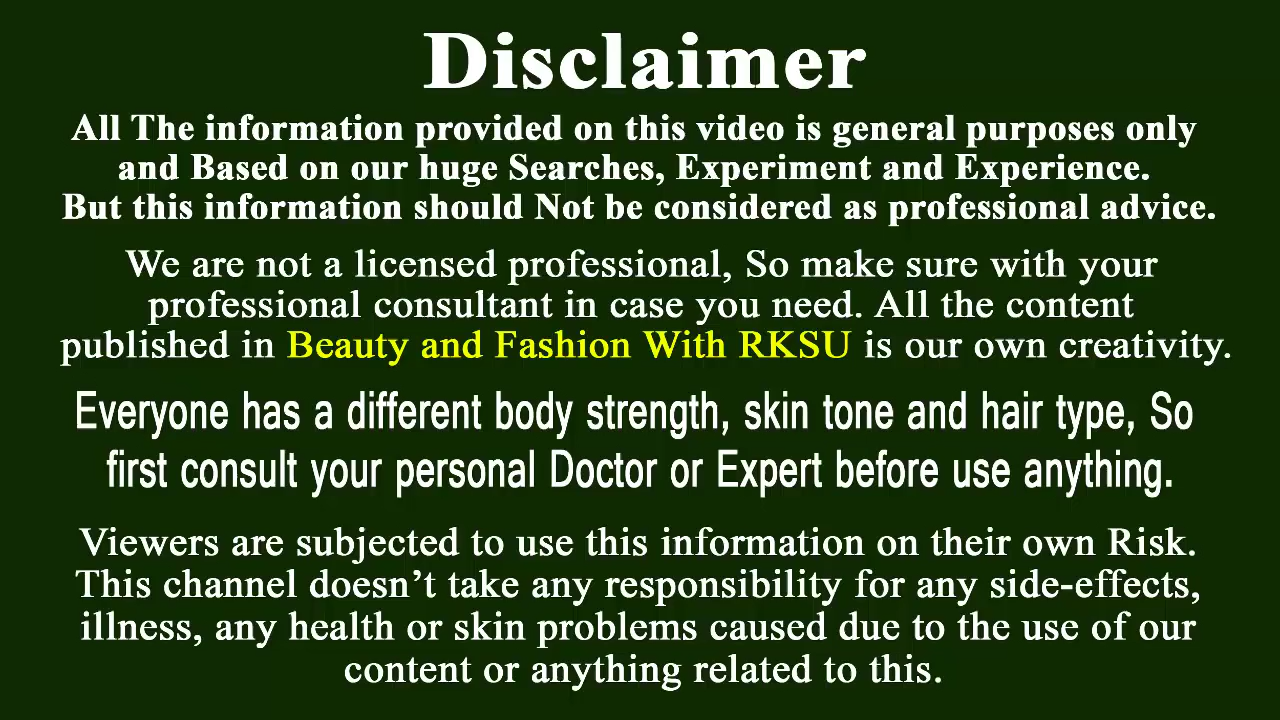 Disclaimer
All The information provided on this video is general purposes only
and Based on our huge Searches, Experiment and Experience.
But this information should Not be considered as professional advice.
We are not a licensed professional, So make sure with your
professional consultant in case you need. All the content
published in Beauty and Fashion With RKSU is our own creativity.
Everyone has a different body strength, skin tone and hair type, So
first consult your personal Doctor or Expert before use anything.
Viewers are subjected to use this information on their own Risk.
This channel doesn’t take any responsibility for any side-effects,
illness, any health or skin problems caused due to the use of our
content or anything related to this.